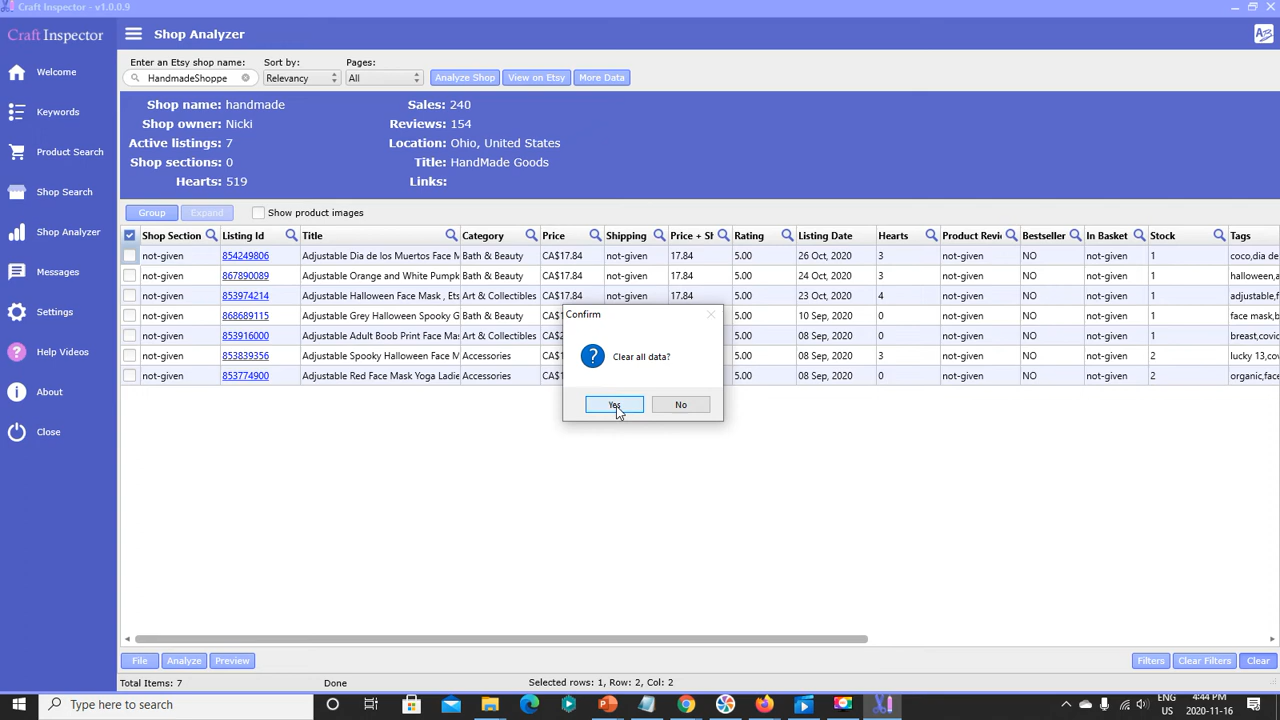 Craft Inspector - v1.0.0.9
Craft Inspector
Shop Analyzer
Enter an Etsy shop name: Sort by: Pages:
HandmadeShoppe Relevancy All Analyze Shop View on Etsy More Data
Welcome
Keywords
Product Search
Shop Search
Shop Analyzer
Messages
Settings
Help Videos
About
Close
Shop name: handmade Sales: 240
Shop owner: Nicki Reviews: 154
Active listings: 7 Location: Ohio, United States
Shop sections: 0 Title: HandMade Goods
Hearts: 519 Links:
Group Expand Show product images
Shop Section Listing Id Title Category Price Shipping Price + Sh Rating Listing Date Hearts Product Revi Bestseller In Basket Stock Tags
not-given 854249806 Adjustable Dia de los Muertos Face M Bath & Beauty CA$17.84 not-given 17.84 5.00 26 Oct, 2020 3 not-given NO not-given 1 coco,dia de
not-given 867890089 Adjustable Orange and White Pumpk Bath & Beauty CA$17.84 not-given 17.84 5.00 24 Oct, 2020 3 not-given NO not-given 1 halloween,
not-given 853974214 Adjustable Halloween Face Mask , Ets Art & Collectibles CA$17.84 not-given 17.84 5.00 23 Oct, 2020 4 not-given NO not-given 1 adjustable,f
not-given 868689115 Adjustable Grey Halloween Spooky G Bath & Beauty CA$1 5.00 10 Sep, 2020 0 not-given NO not-given 1 face mask,
not-given 853916000 Adjustable Adult Boob Print Face Mas Art & Collectibles CA$2 5.00 08 Sep, 2020 0 not-given NO not-given 1 breast,covi
not-given 853839356 Adjustable Spooky Halloween Face M Accessories CA$1 5.00 08 Sep, 2020 3 not-given NO not-given 2 lucky 13,co
not-given 853774900 Adjustable Red Face Mask Yoga Ladie Accessories CA$1 5.00 08 Sep, 2020 0 not-given NO not-given 2 organic,face
Confirm
Clear all data?
Yes No
File Analyze Preview Filters Clear Filters Clear
Total Items: 7 Done Selected rows: 1, Row: 2, Col: 2
Type here to search
ENG
US
4:44 PM
2020-11-16